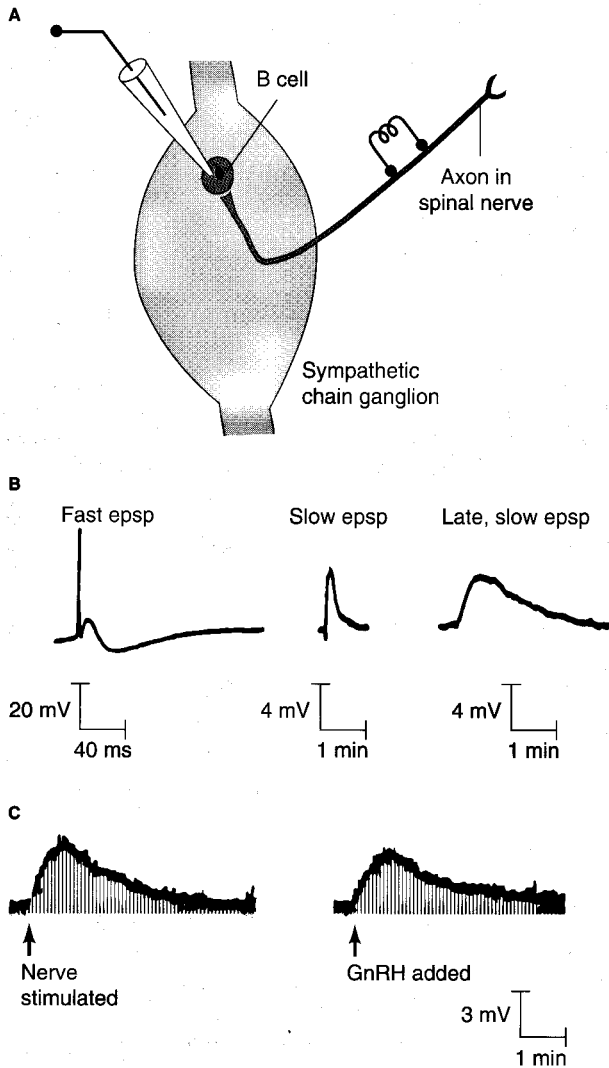 A
B cell
Axon in
spinal nerve
Sympathetic
chain ganglion
B
Fast epsp
Slow epsp
Late, slow epsp
20 mV
40 ms
4 mV
1 min
4 mV
1 min
C
Nerve
stimulated
GnRH added
3 mV
1 min